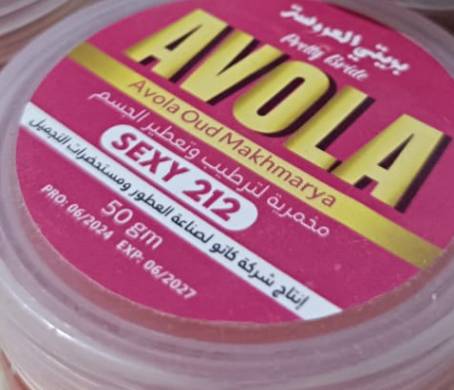 بريتي العروسة
Pretty Bride
AVOLA
Avola Oud Makhmarya
مخمرية لترطيب وتعطير الجسم
SEXY 212
إنتاج شركة كانو لصناعة العطور ومستحضرات التجميل
50 gm
PRO: 06/2024 EXP: 06/2027